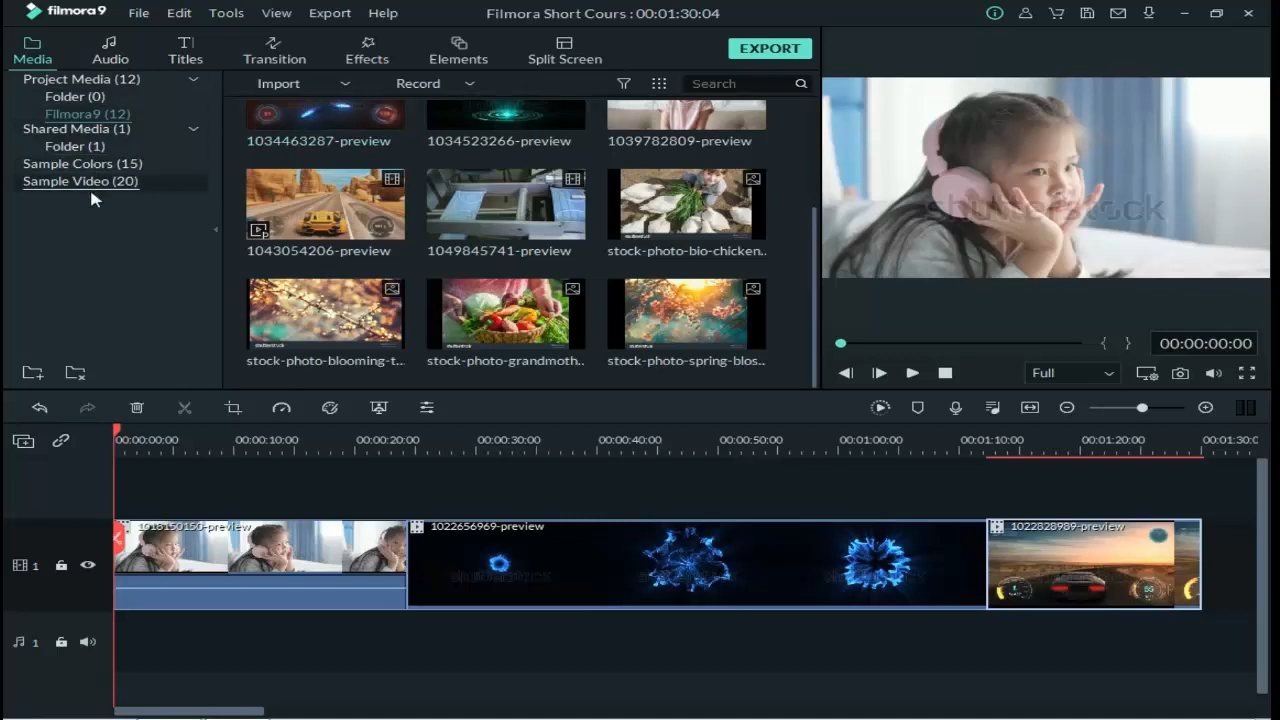 filmora9 File Edit Tools View Export Help Filmora Short Cours : 00:01:30:04
Media Audio Titles Transition Effects Elements Split Screen EXPORT
Project Media (12)
Folder (0)
Filmora9 (12)
Shared Media (1)
Folder (1)
Sample Colors (15)
Sample Video (20)
Import Record Search
1034463287-preview 1034523266-preview 1039782809-preview
1043054206-preview 1049845741-preview stock-photo-bio-chicken..
stock-photo-blooming-t... stock-photo-grandmoth.. stock-photo-spring-blos..
shutterstock
00:00:00:00
Full
00:00:00:00 00:00:10:00 00:00:20:00 00:00:30:00 00:00:40:00 00:00:50:00 00:01:00:00 00:01:10:00 00:01:20:00 00:01:30:0
1018150150-preview 1022656969-preview 1022828989-preview
1
1